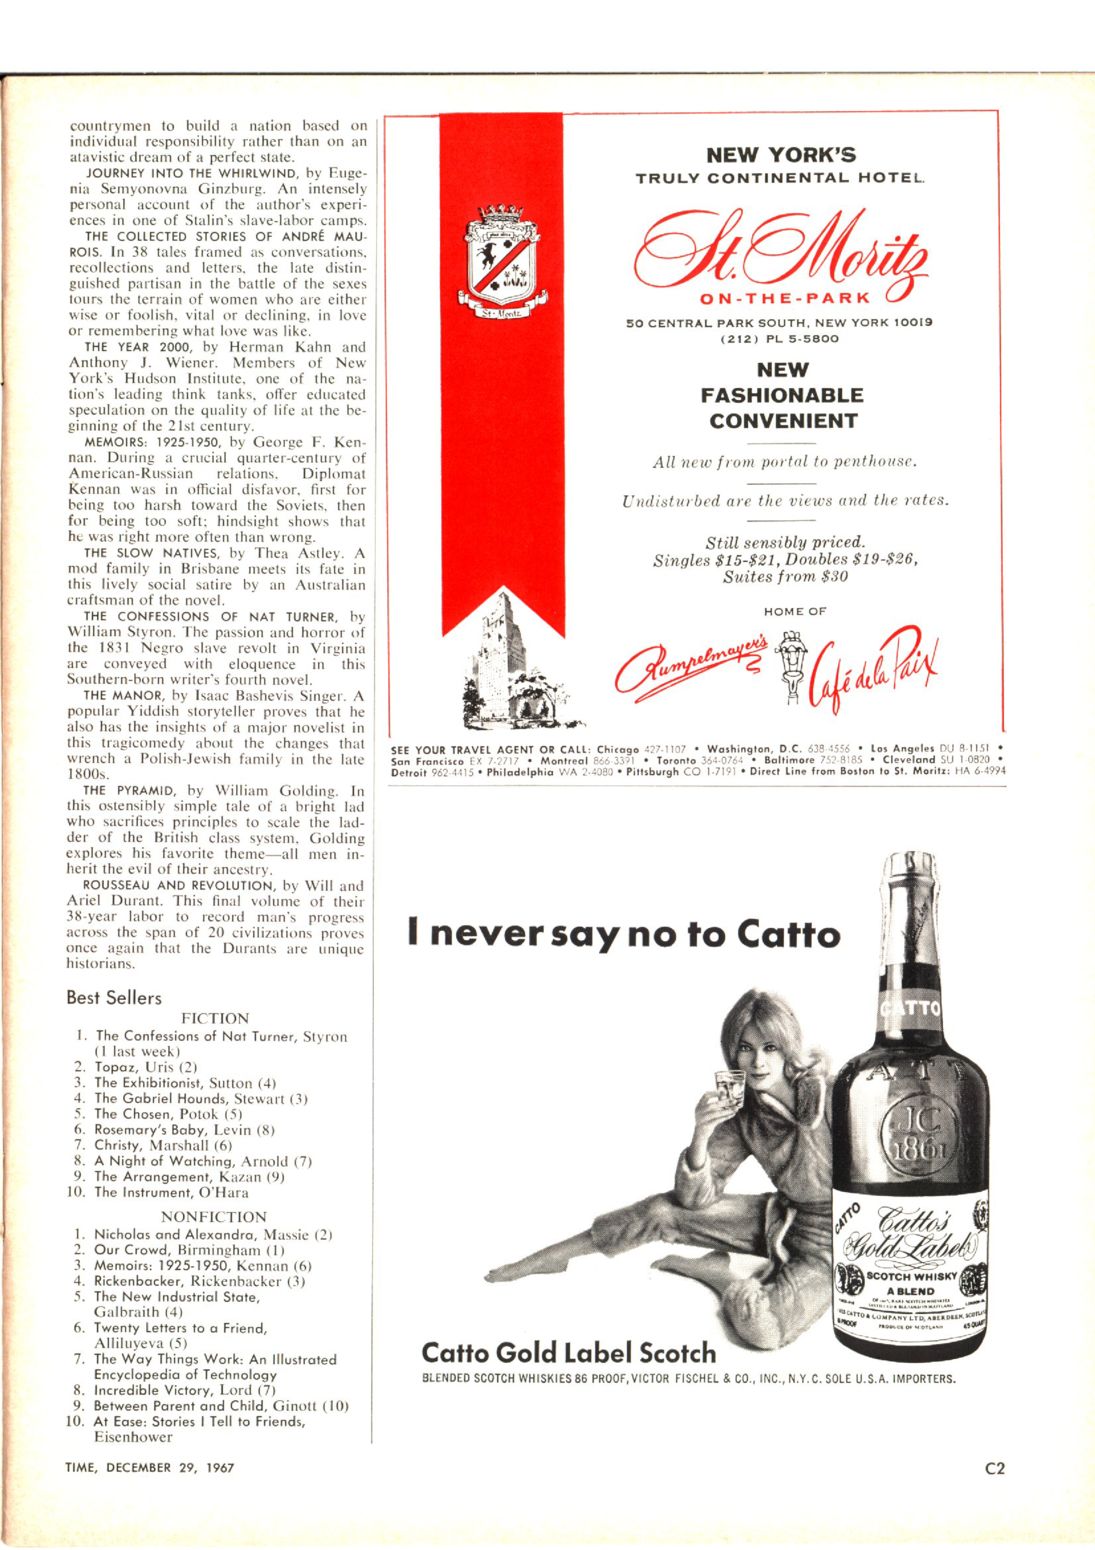 countrymen to build a nation based on
individual responsibility rather than on an
atavistic dream of a perfect state.
JOURNEY INTO THE WHIRLWIND, by Euge-
nia Semyonovna Ginzburg. An intensely
personal account of the author's experi-
ences in one of Stalin's slave-labor camps.
THE COLLECTED STORIES OF ANDRÉ MAU-
ROIS. In 38 tales framed as conversations,
recollections and letters, the late distin-
guished partisan in the battle of the sexes
tours the terrain of women who are either
wise or foolish, vital or declining, in love
or remembering what love was like.
THE YEAR 2000, by Herman Kahn and
Anthony J. Wiener. Members of New
York's Hudson Institute, one of the na-
tion's leading think tanks, offer educated
speculation on the quality of life at the be-
ginning of the 21st century.
MEMOIRS: 1925-1950, by George F. Ken-
nan. During a crucial quarter-century of
American-Russian relations, Diplomat
Kennan was in official disfavor, first for
being too harsh toward the Soviets, then
for being too soft; hindsight shows that
he was right more often than wrong.
THE SLOW NATIVES, by Thea Astley. A
mod family in Brisbane meets its fate in
this lively social satire by an Australian
craftsman of the novel.
THE CONFESSIONS OF NAT TURNER, by
William Styron. The passion and horror of
the 1831 Negro slave revolt in Virginia
are conveyed with eloquence in this
Southern-born writer's fourth novel.
THE MANOR, by Isaac Bashevis Singer. A
popular Yiddish storyteller proves that he
also has the insights of a major novelist in
this tragicomedy about the changes that
wrench a Polish-Jewish family in the late
1800s.
THE PYRAMID, by William Golding. In
this ostensibly simple tale of a bright lad
who sacrifices principles to scale the lad-
der of the British class system, Golding
explores his favorite theme—all men in-
herit the evil of their ancestry.
ROUSSEAU AND REVOLUTION, by Will and
Ariel Durant. This final volume of their
38-year labor to record man's progress
across the span of 20 civilizations proves
once again that the Durants are unique
historians.
Best Sellers
FICTION
1. The Confessions of Nat Turner, Styron
(1 last week)
2. Topaz, Uris (2)
3. The Exhibitionist, Sutton (4)
4. The Gabriel Hounds, Stewart (3)
5. The Chosen, Potok (5)
6. Rosemary's Baby, Levin (8)
7. Christy, Marshall (6)
8. A Night of Watching, Arnold (7)
9. The Arrangement, Kazan (9)
10. The Instrument, O'Hara
NONFICTION
1. Nicholas and Alexandra, Massie (2)
2. Our Crowd, Birmingham (1)
3. Memoirs: 1925-1950, Kennan (6)
4. Rickenbacker, Rickenbacker (3)
5. The New Industrial State,
Galbraith (4)
6. Twenty Letters to a Friend,
Alliluyeva (5)
7. The Way Things Work: An Illustrated
Encyclopedia of Technology
8. Incredible Victory, Lord (7)
9. Between Parent and Child, Ginott (10)
10. At Ease: Stories I Tell to Friends,
Eisenhower
TIME, DECEMBER 29, 1967
St. Moritz
NEW YORK'S
TRULY CONTINENTAL HOTEL.
St. Moritz
ON-THE-PARK
50 CENTRAL PARK SOUTH, NEW YORK 10019
(212) PL 5-5800
NEW
FASHIONABLE
CONVENIENT
All new from portal to penthouse.
Undisturbed are the views and the rates.
Still sensibly priced.
Singles $15-$21, Doubles $19-$26,
Suites from $30
HOME OF
Rumpelmayer's
Café de la Paix
SEE YOUR TRAVEL AGENT OR CALL: Chicago 427-1107 • Washington, D.C. 638-4556 • Los Angeles DU 8-1151 •
San Francisco EX 7-2717 • Montreal 866-3391 • Toronto 364-0764 • Baltimore 752-8185 • Cleveland SU 1-0820 •
Detroit 962-4415 • Philadelphia WA 2-4080 • Pittsburgh CO 1-7191 • Direct Line from Boston to St. Moritz: HA 6-4994
I never say no to Catto
CATTO
CATTO
JC
1861
CATTO
Catto's
Gold Label
SCOTCH WHISKY
A BLEND
CATTO & COMPANY LTD, ABERDEEN, SCOTLAND
PROOF
PRODUCE OF SCOTLAND
4/5 QUART
Catto Gold Label Scotch
BLENDED SCOTCH WHISKIES 86 PROOF, VICTOR FISCHEL & CO., INC., N.Y.C. SOLE U.S.A. IMPORTERS.
C2